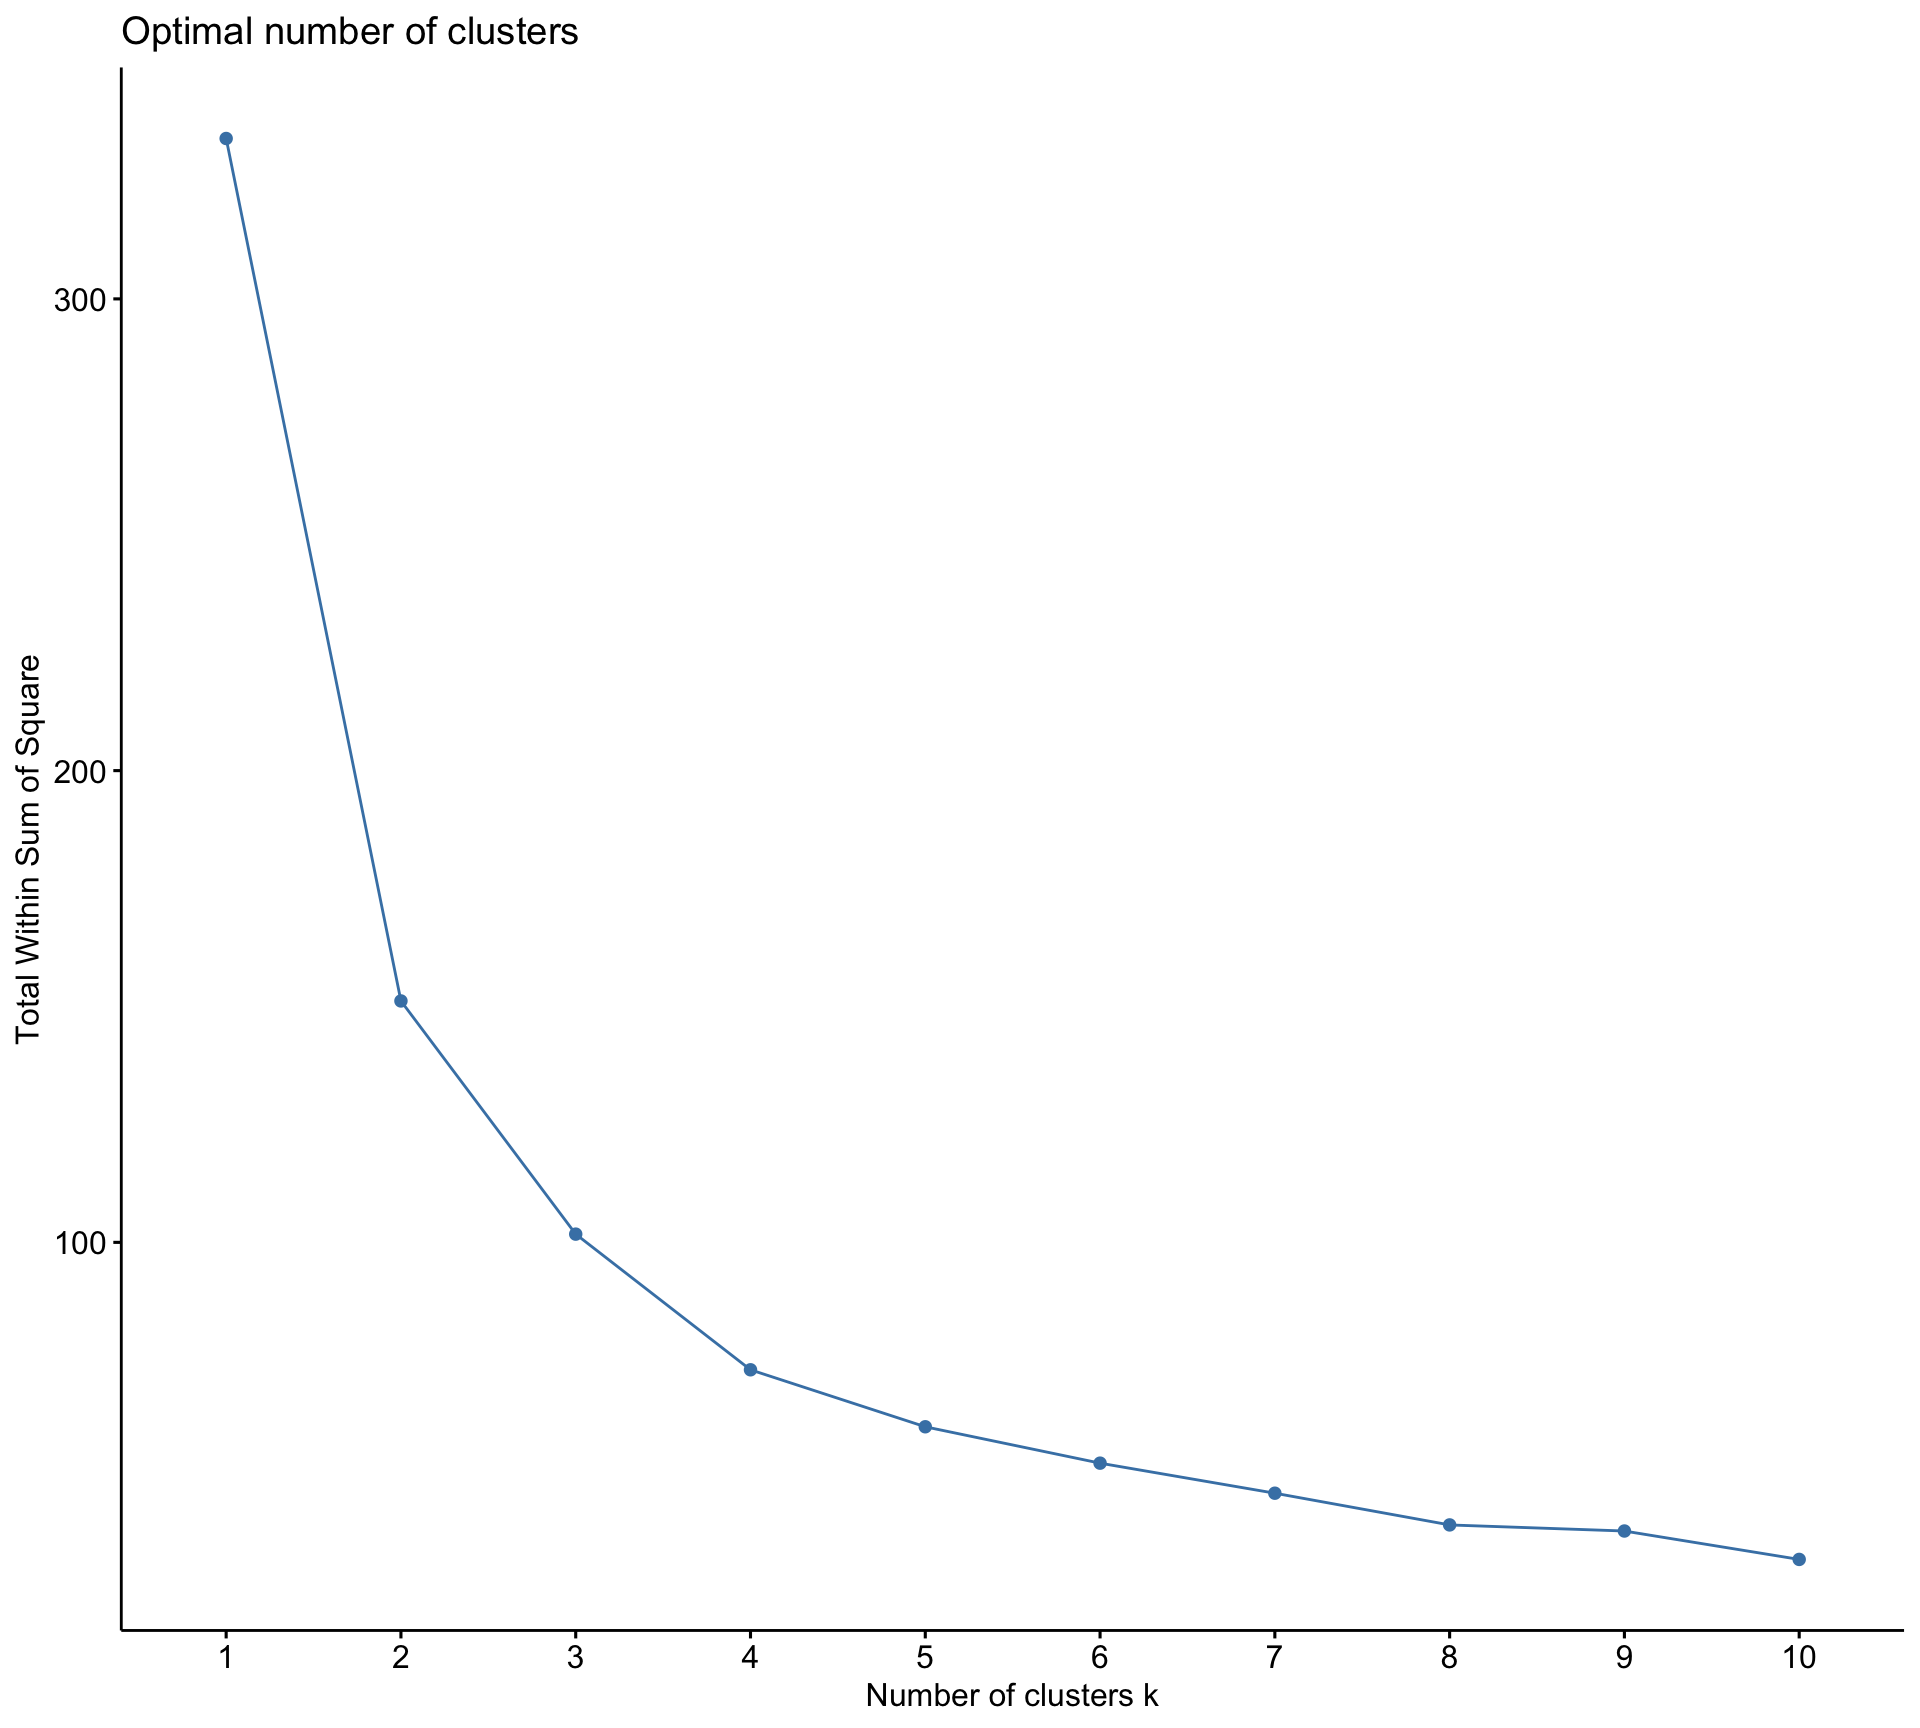 Optimal number of clusters
Total Within Sum of Square
300
200
100
1 2 3 4 5 6 7 8 9 10
Number of clusters k